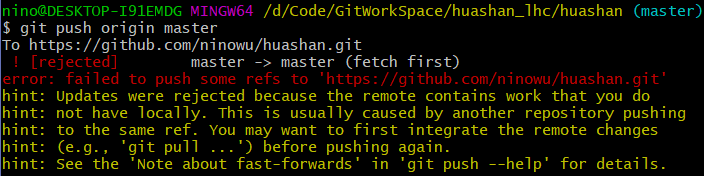 nino@DESKTOP-I91EMDG MINGW64 /d/Code/GitWorkSpace/huashan_lhc/huashan (master)
$ git push origin master
To https://github.com/ninowu/huashan.git
 ! [rejected]        master -> master (fetch first)
error: failed to push some refs to 'https://github.com/ninowu/huashan.git'
hint: Updates were rejected because the remote contains work that you do
hint: not have locally. This is usually caused by another repository pushing
hint: to the same ref. You may want to first integrate the remote changes
hint: (e.g., 'git pull ...') before pushing again.
hint: See the 'Note about fast-forwards' in 'git push --help' for details.